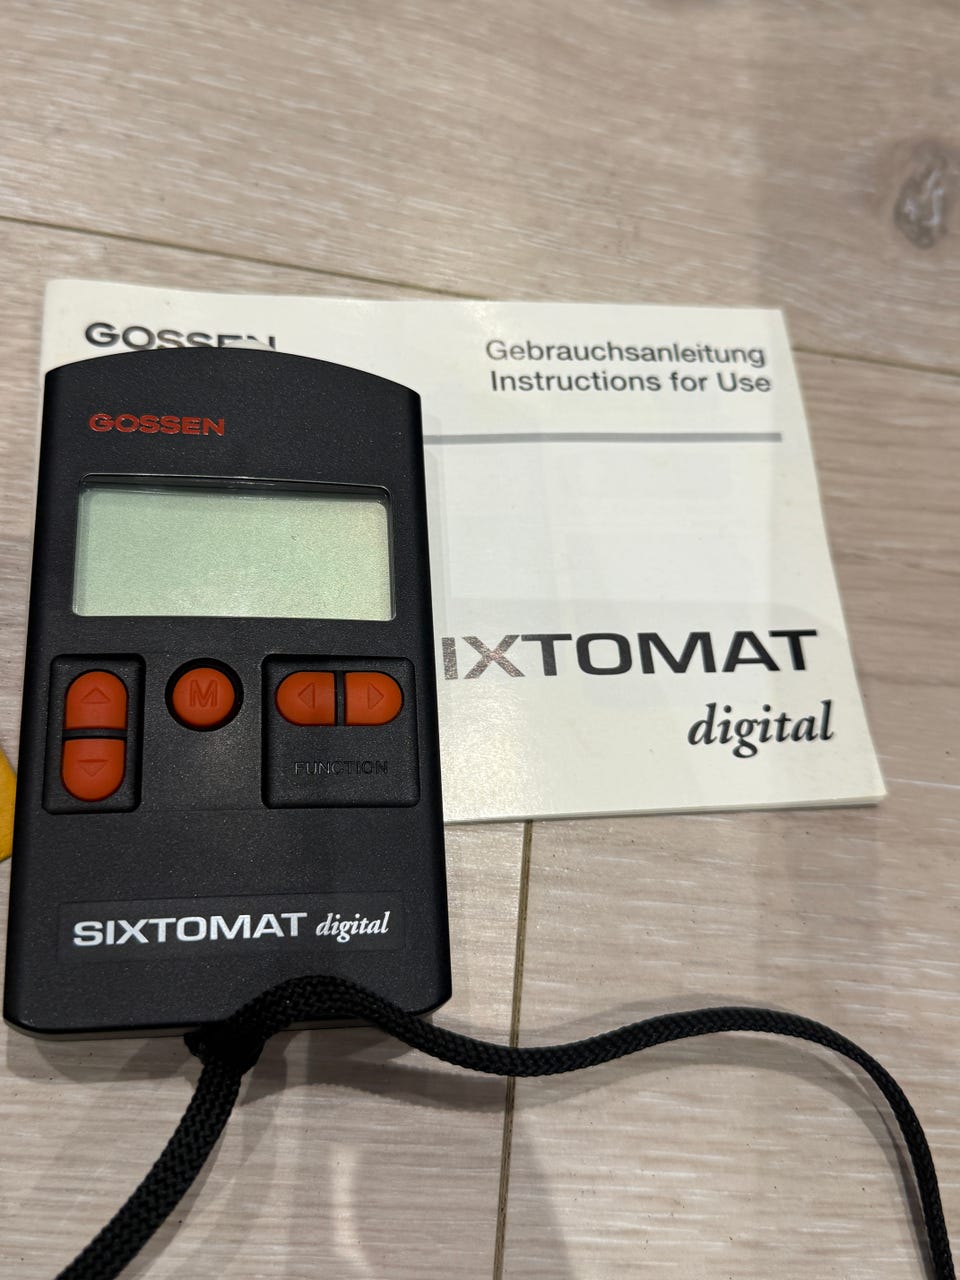 GOSSEN
Gebrauchsanleitung
Instructions for Use
IXTOMAT
digital
GOSSEN
M
FUNCTION
SIXTOMAT digital